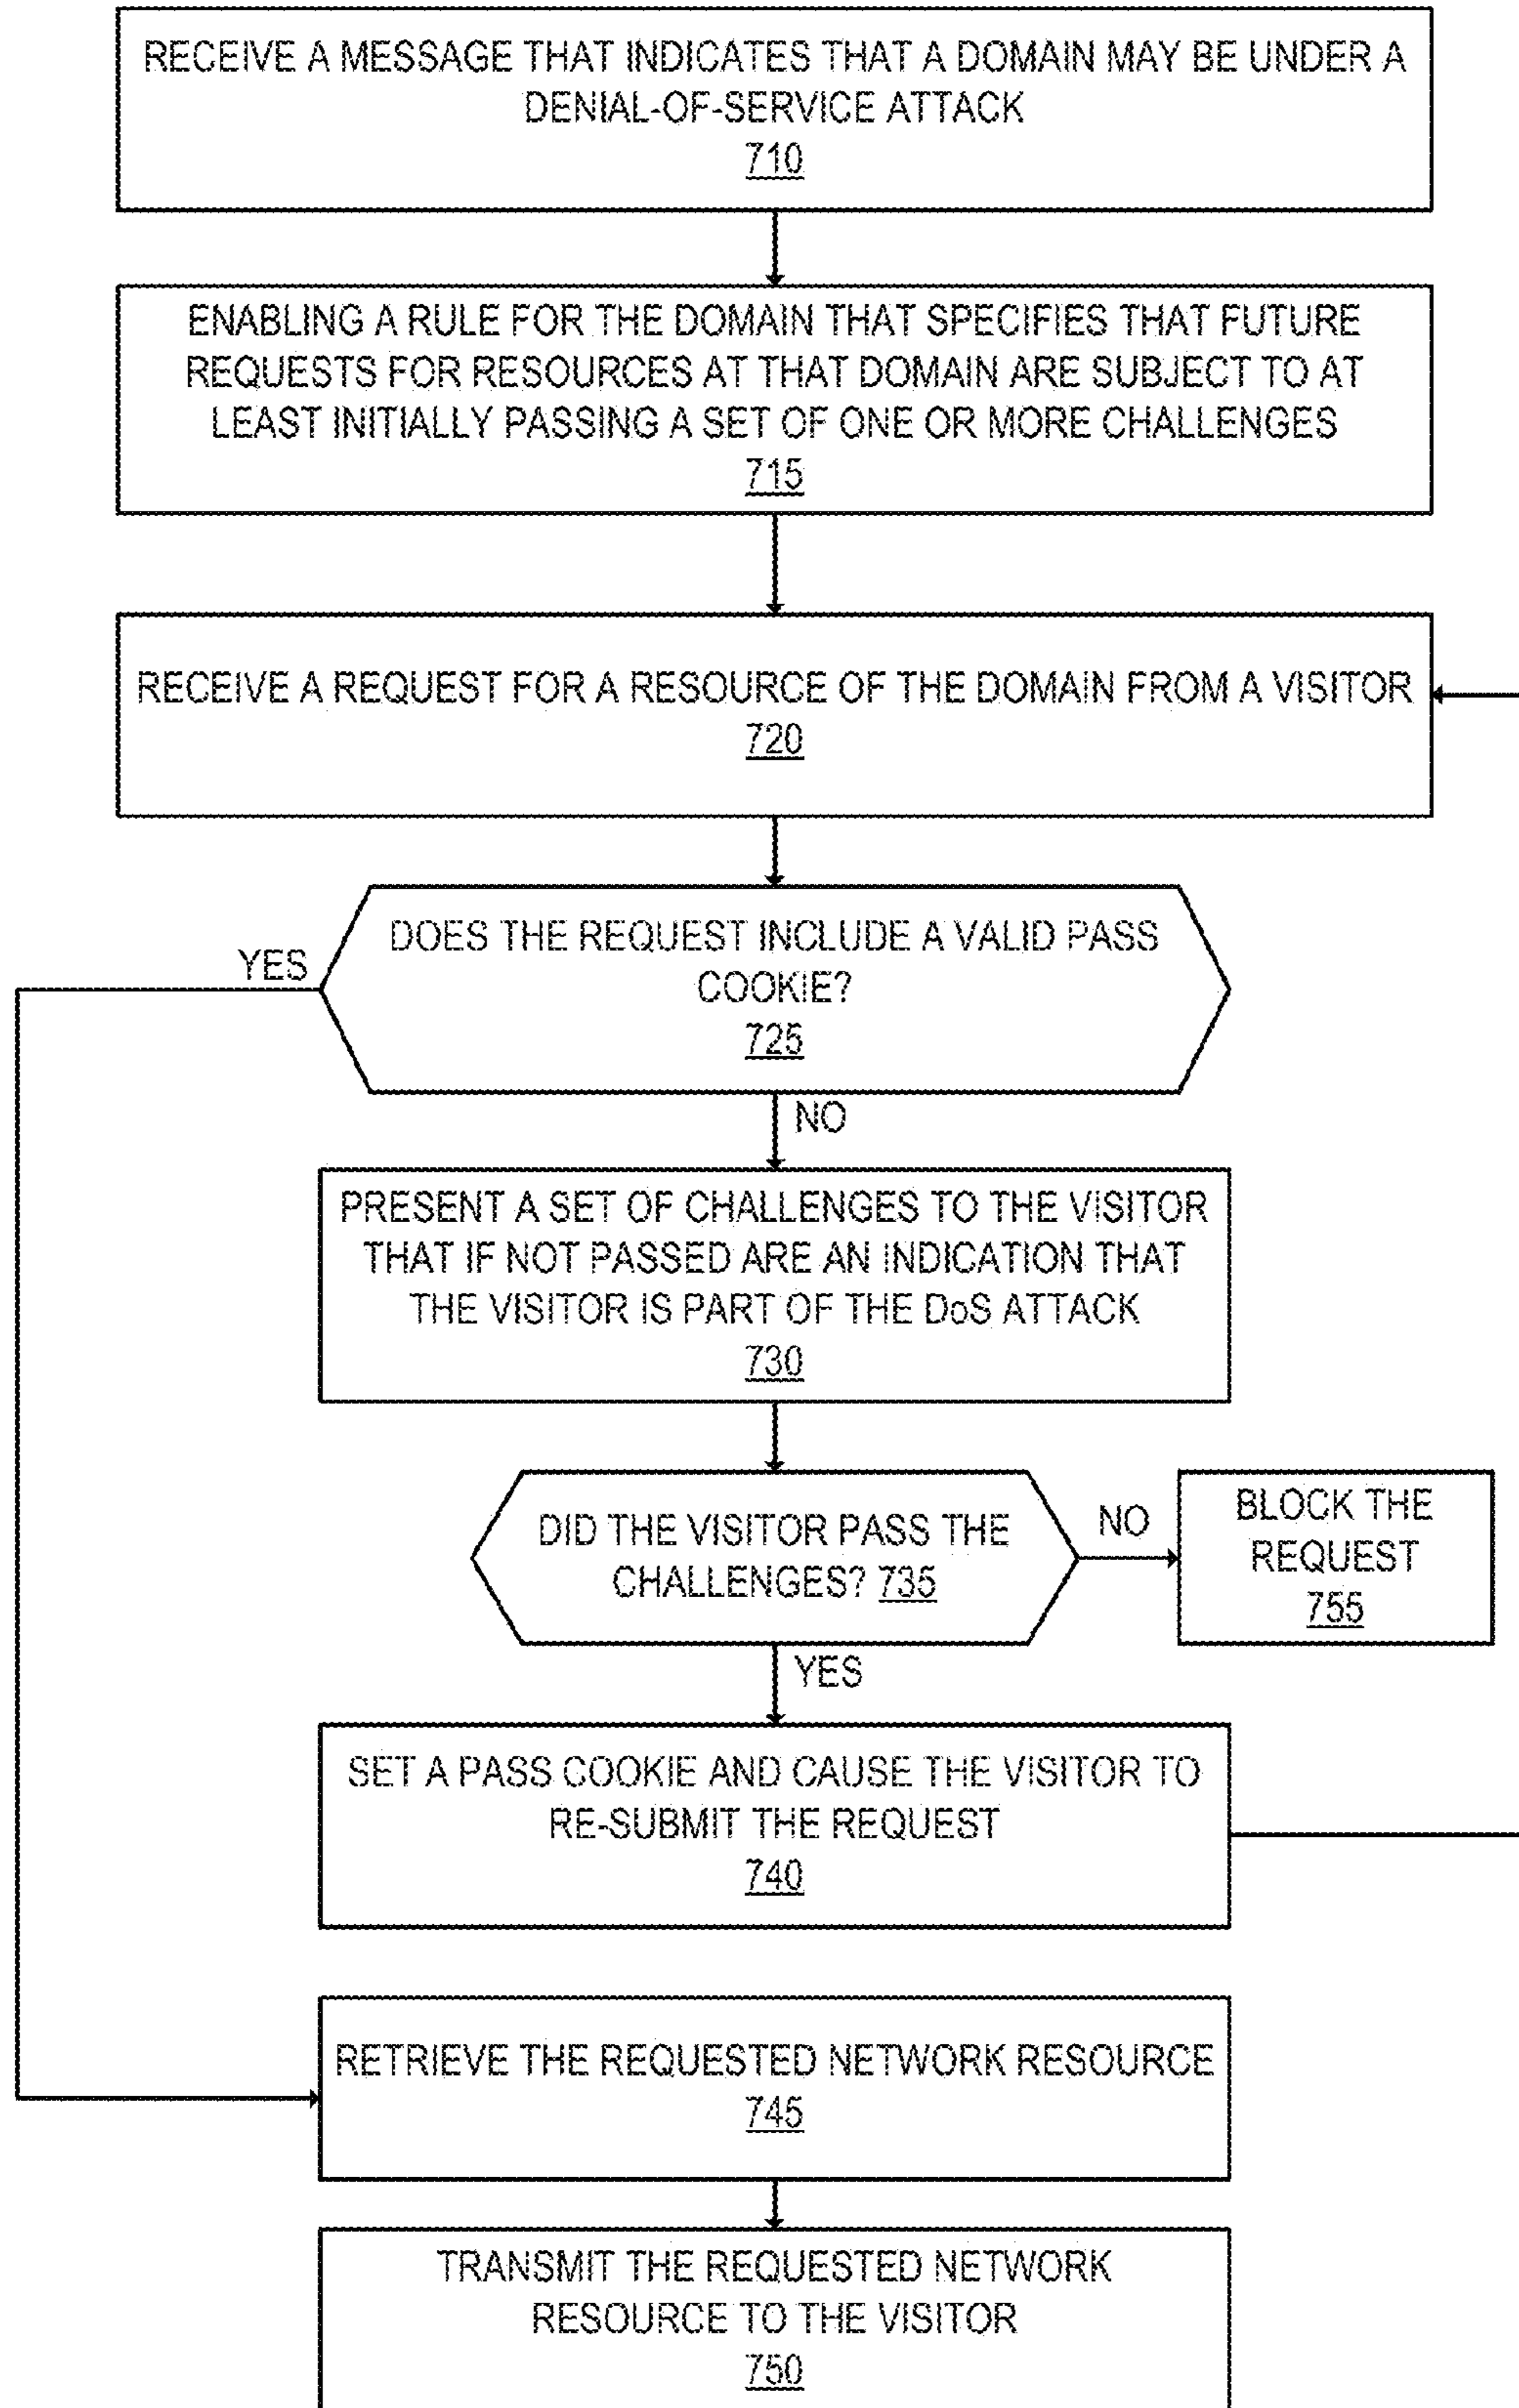 RECEIVE A MESSAGE THAT INDICATES THAT A DOMAIN MAY BE UNDER A
DENIAL-OF-SERVICE ATTACK
710
ENABLING A RULE FOR THE DOMAIN THAT SPECIFIES THAT FUTURE
REQUESTS FOR RESOURCES AT THAT DOMAIN ARE SUBJECT TO AT
LEAST INITIALLY PASSING A SET OF ONE OR MORE CHALLENGES
715
RECEIVE A REQUEST FOR A RESOURCE OF THE DOMAIN FROM A VISITOR
720
DOES THE REQUEST INCLUDE A VALID PASS
COOKIE?
725
YES
NO
PRESENT A SET OF CHALLENGES TO THE VISITOR
THAT IF NOT PASSED ARE AN INDICATION THAT
THE VISITOR IS PART OF THE DoS ATTACK
730
DID THE VISITOR PASS THE
CHALLENGES? 735
NO
BLOCK THE
REQUEST
755
YES
SET A PASS COOKIE AND CAUSE THE VISITOR TO
RE-SUBMIT THE REQUEST
740
RETRIEVE THE REQUESTED NETWORK RESOURCE
745
TRANSMIT THE REQUESTED NETWORK
RESOURCE TO THE VISITOR
750